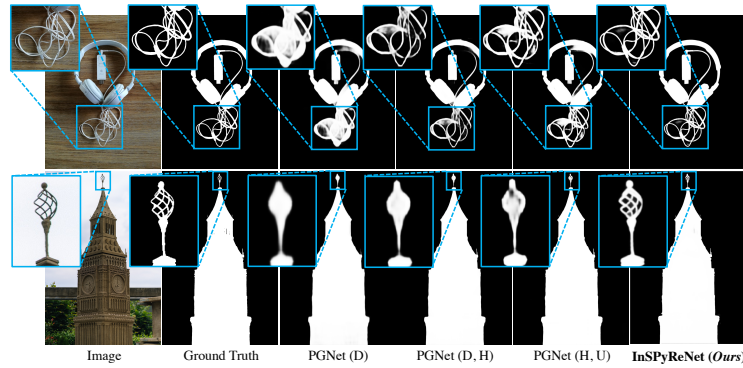 Image Ground Truth PGNet (D) PGNet (D, H) PGNet (H, U) InSPyReNet (Ours)